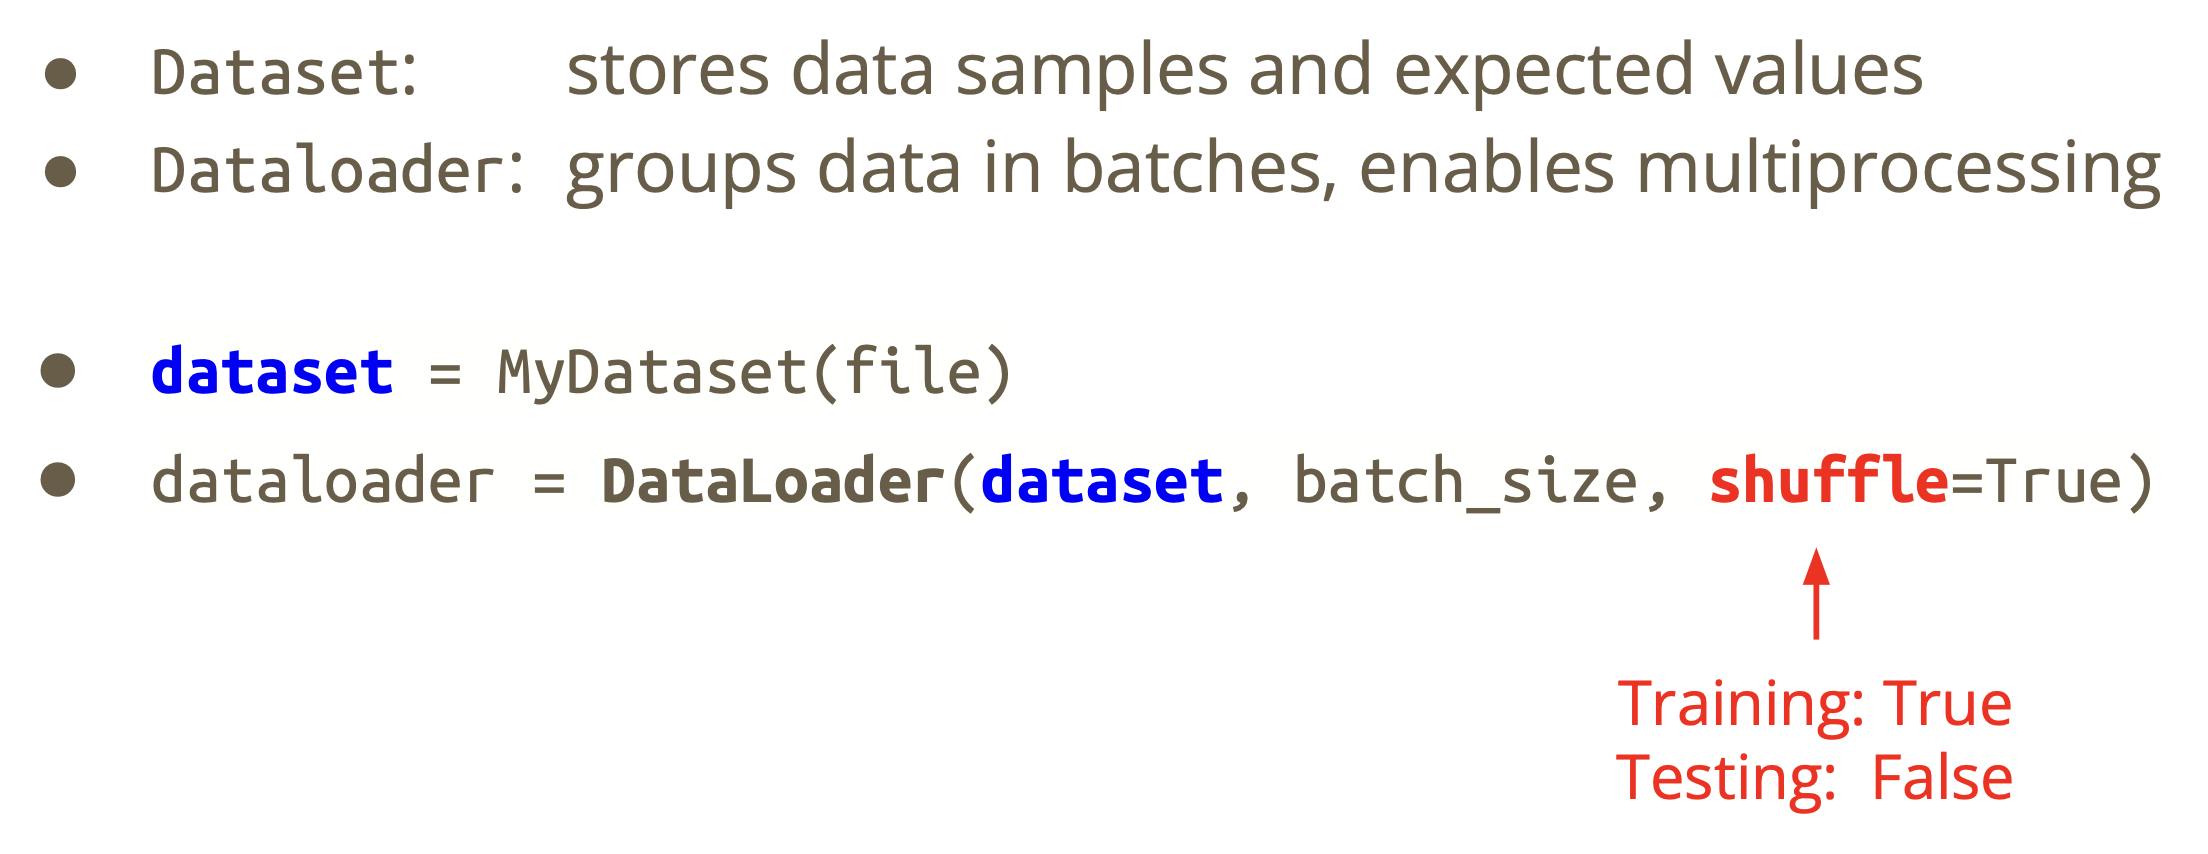 ● Dataset: stores data samples and expected values
● Dataloader: groups data in batches, enables multiprocessing
● dataset = MyDataset(file)
● dataloader = DataLoader(dataset, batch_size, shuffle=True)
Training: True
Testing: False